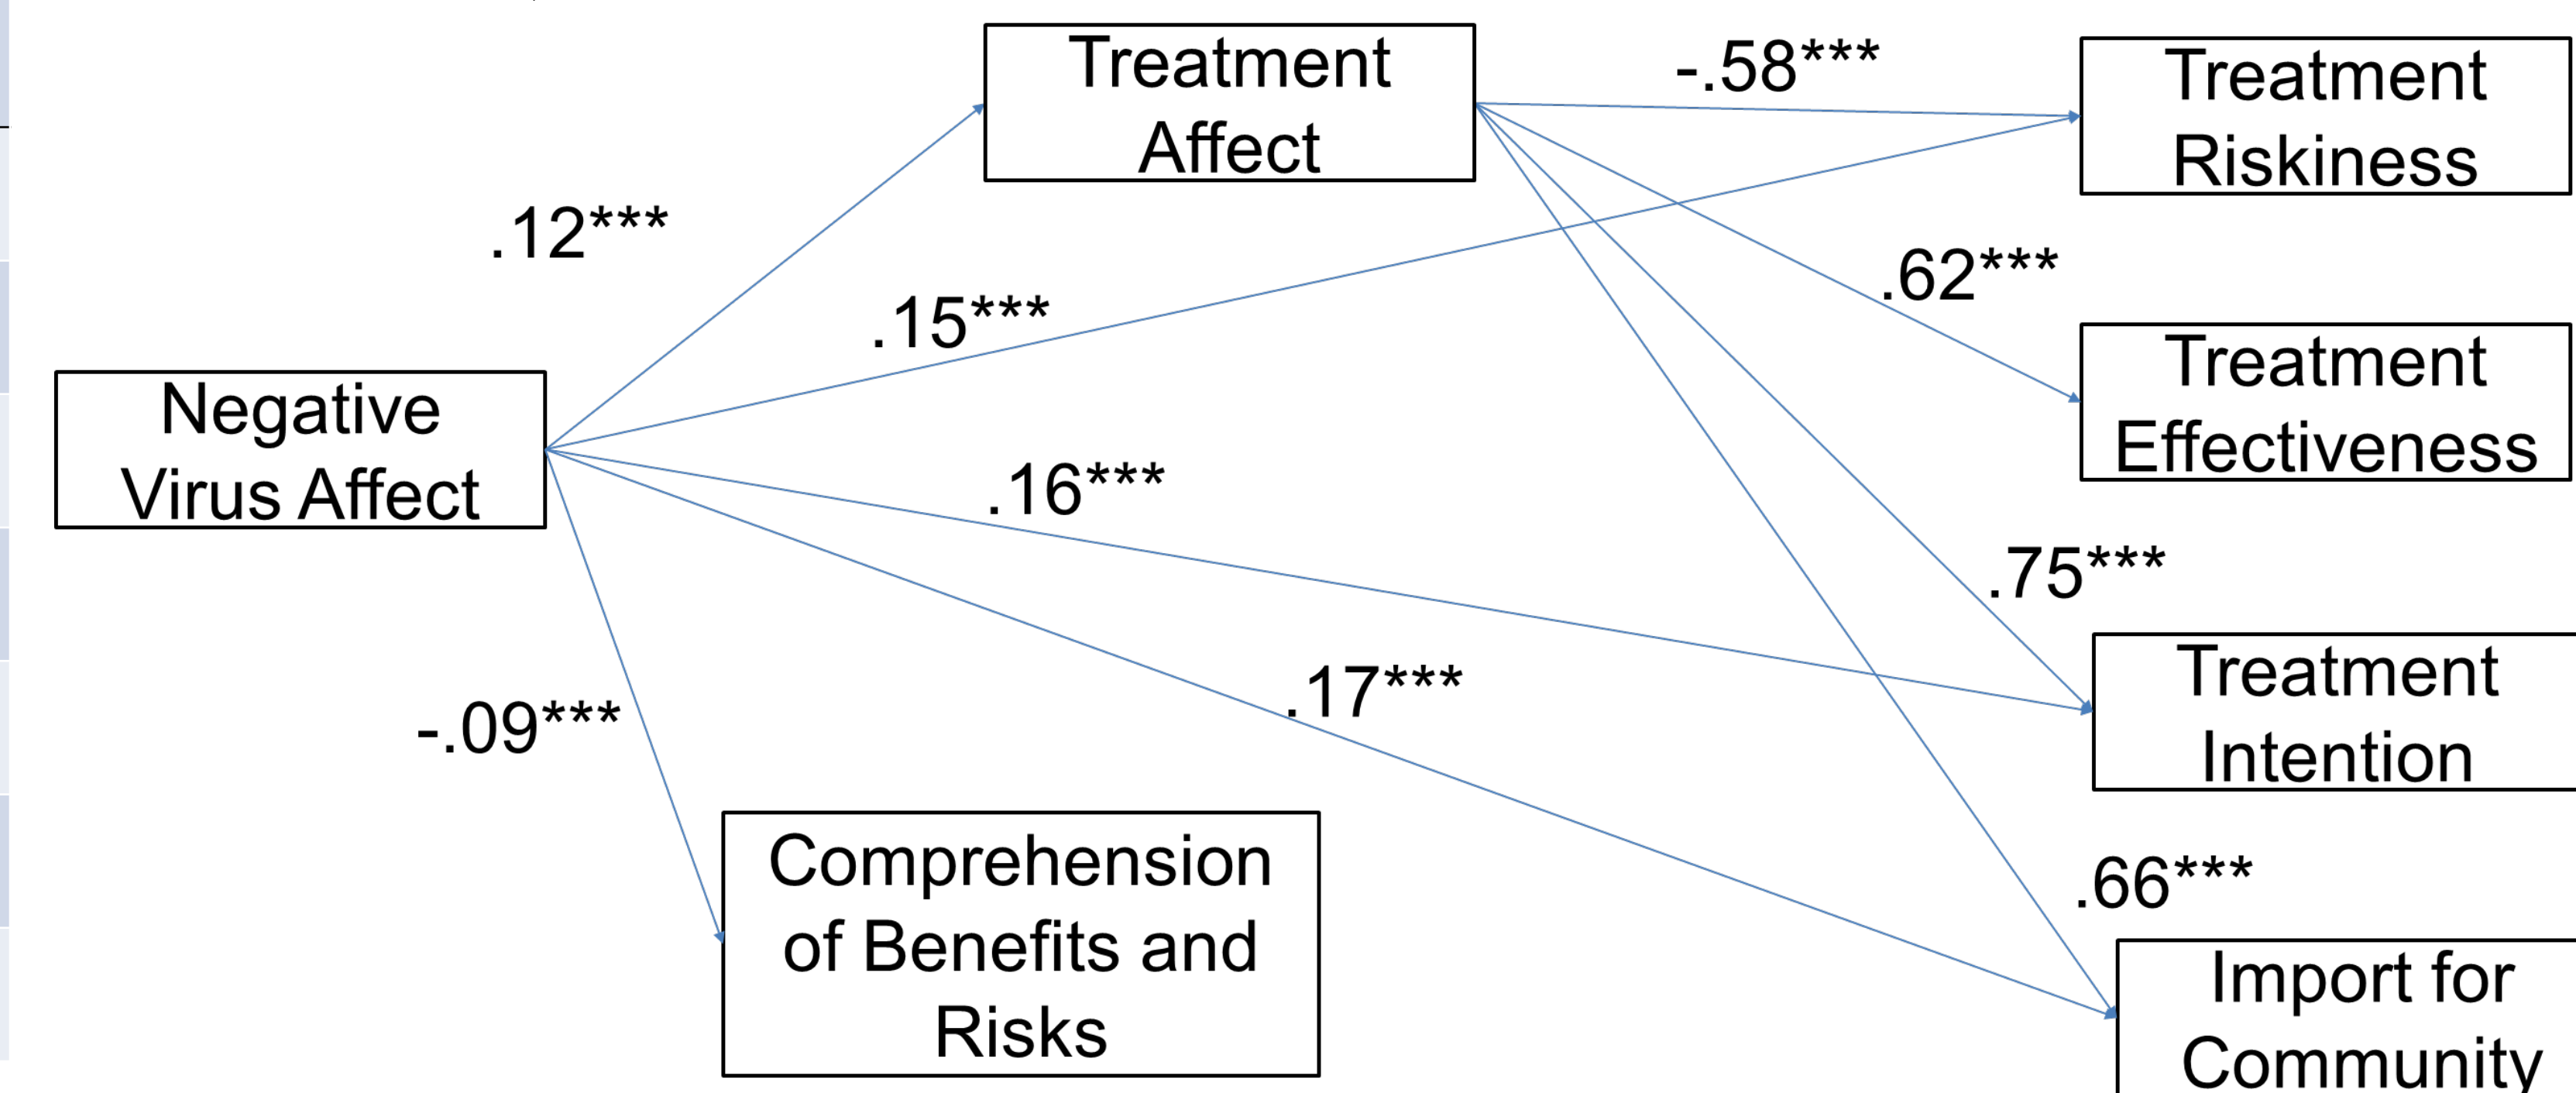 Treatment
Affect
-.58***
Treatment
Riskiness
.12***
.15***
.62***
Negative
Virus Affect
Treatment
Effectiveness
.16***
.75***
.17***
Treatment
Intention
-.09***
Comprehension
of Benefits and
Risks
.66***
Import for
Community